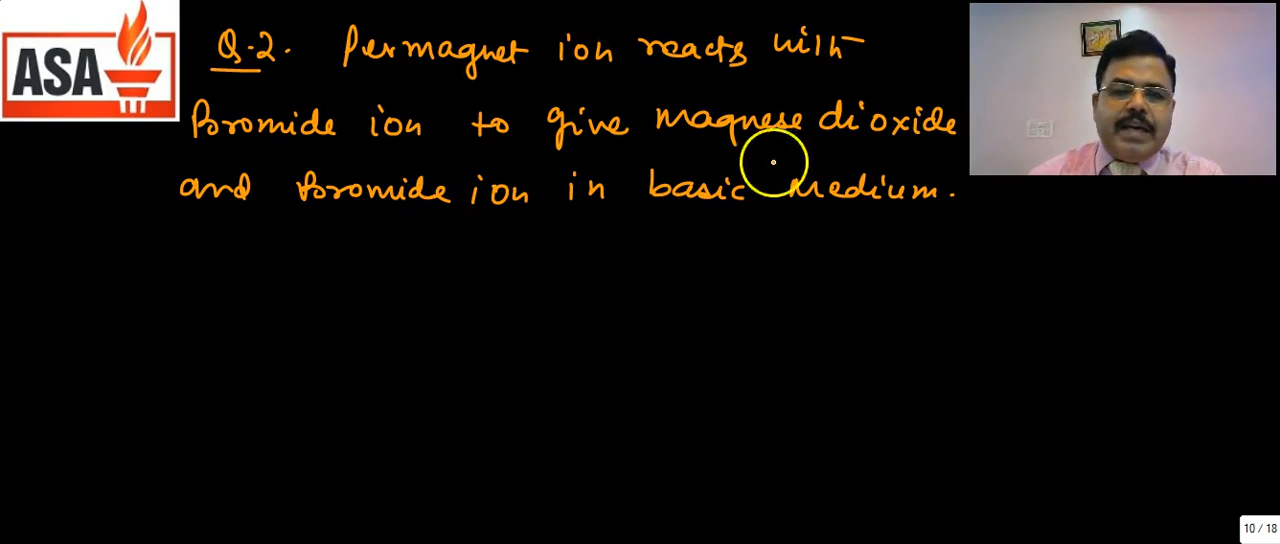 ASA
Q.2. Permagnet ion reacts with
Bromide ion to give magnese dioxide
and Bromide ion in basic medium.
10 / 18